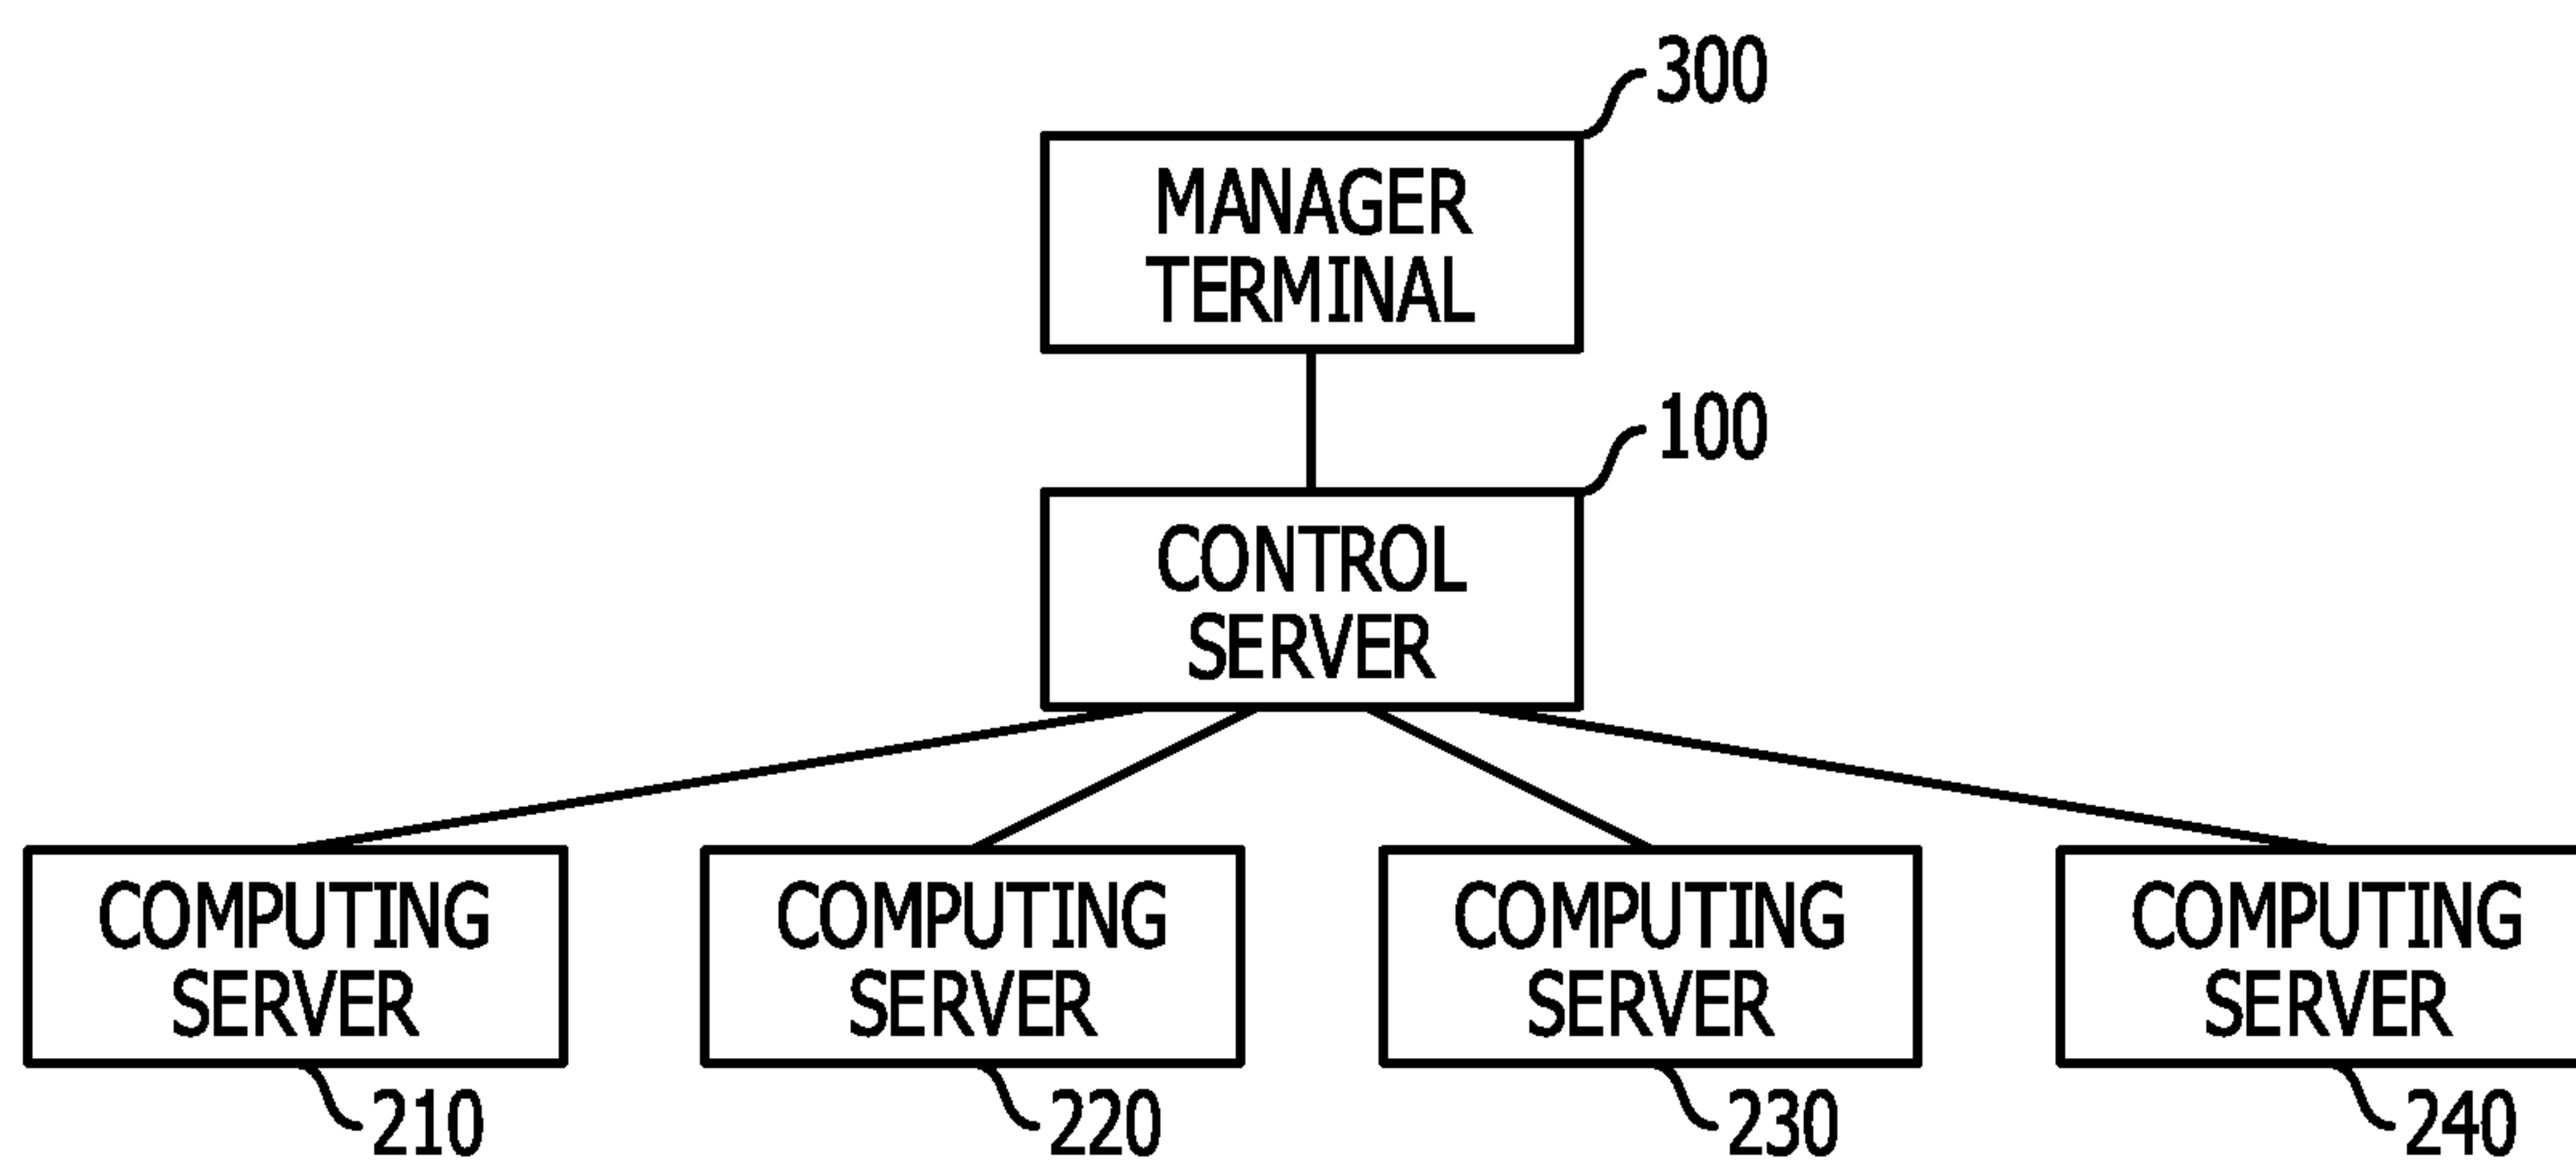 300
MANAGER
TERMINAL
100
CONTROL
SERVER
COMPUTING
SERVER
COMPUTING
SERVER
COMPUTING
SERVER
COMPUTING
SERVER
210
220
230
240